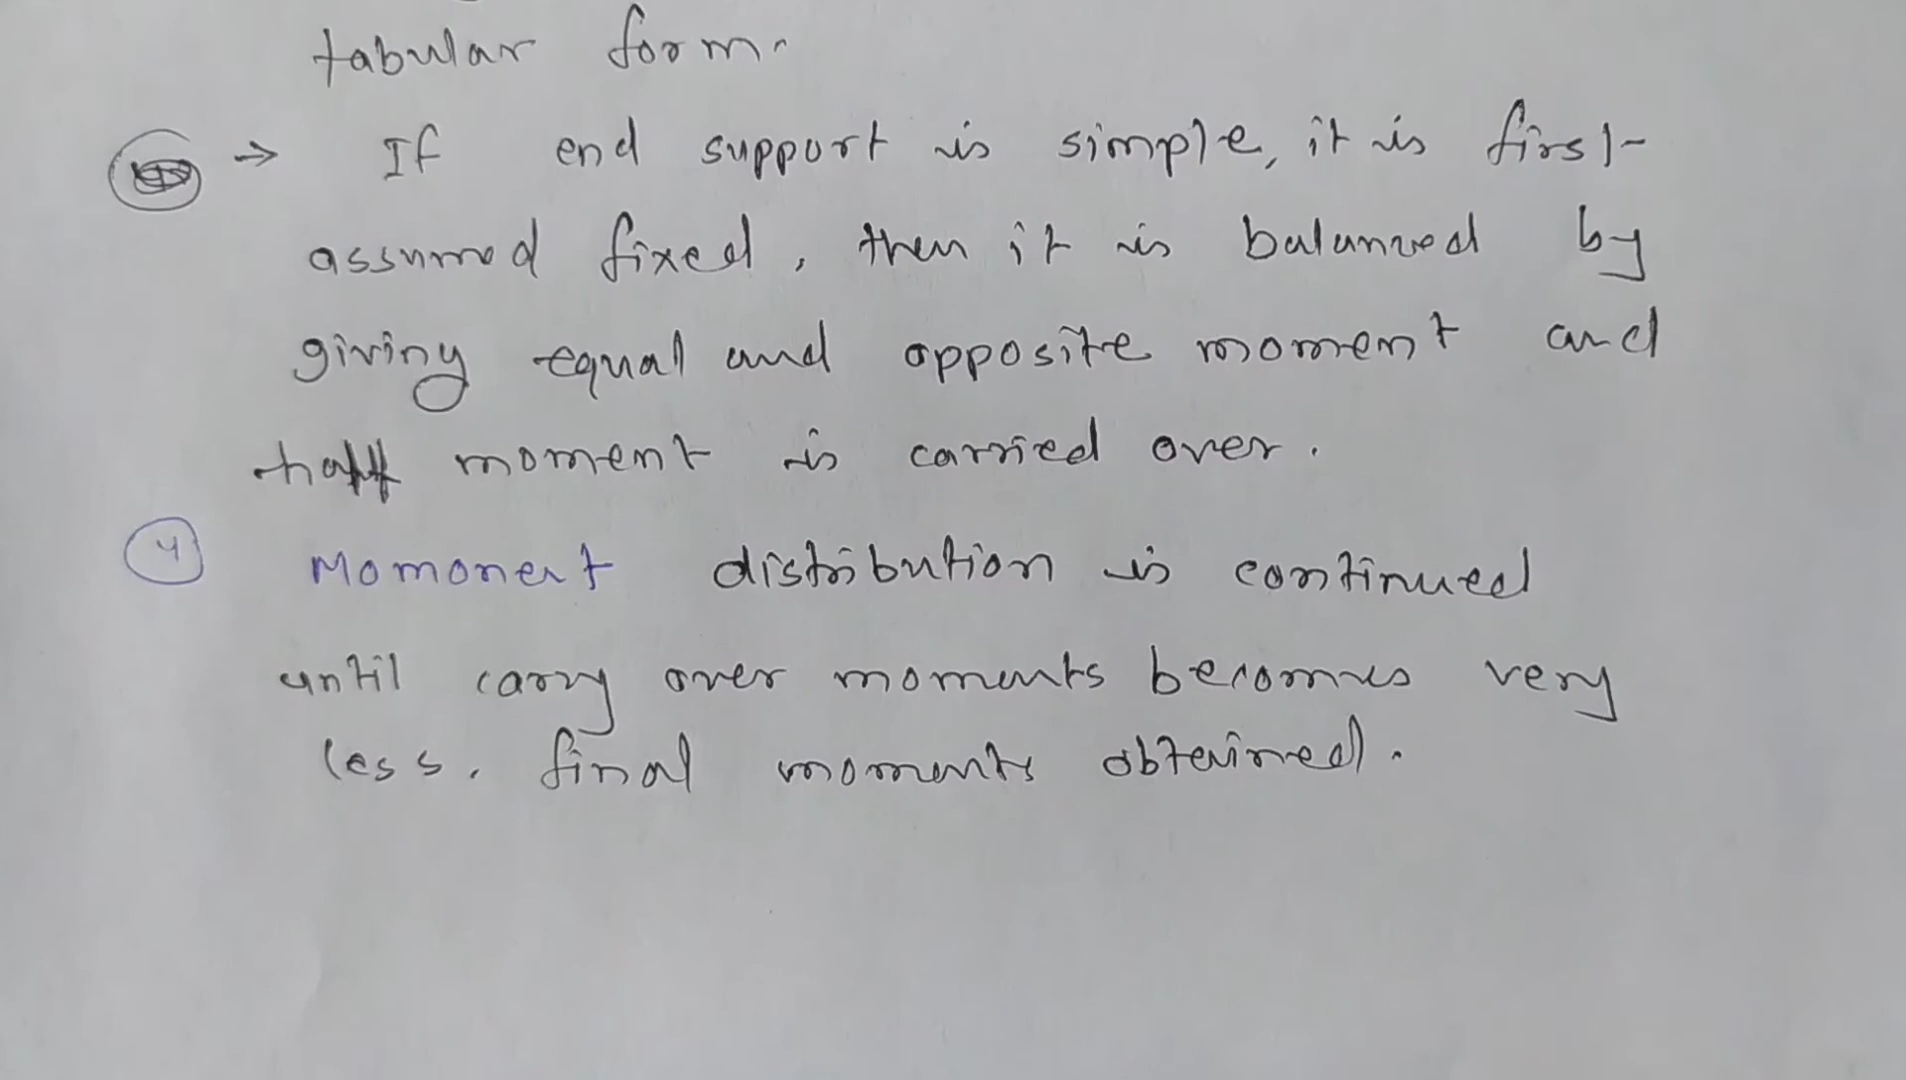 tabular form.
→ If end support is simple, it is first
assumed fixed, then it is balanced by
giving equal and opposite moment and
half moment is carried over.
4 Momonent distribution is continued
until carry over moments becomes very
less. final moments obtained.